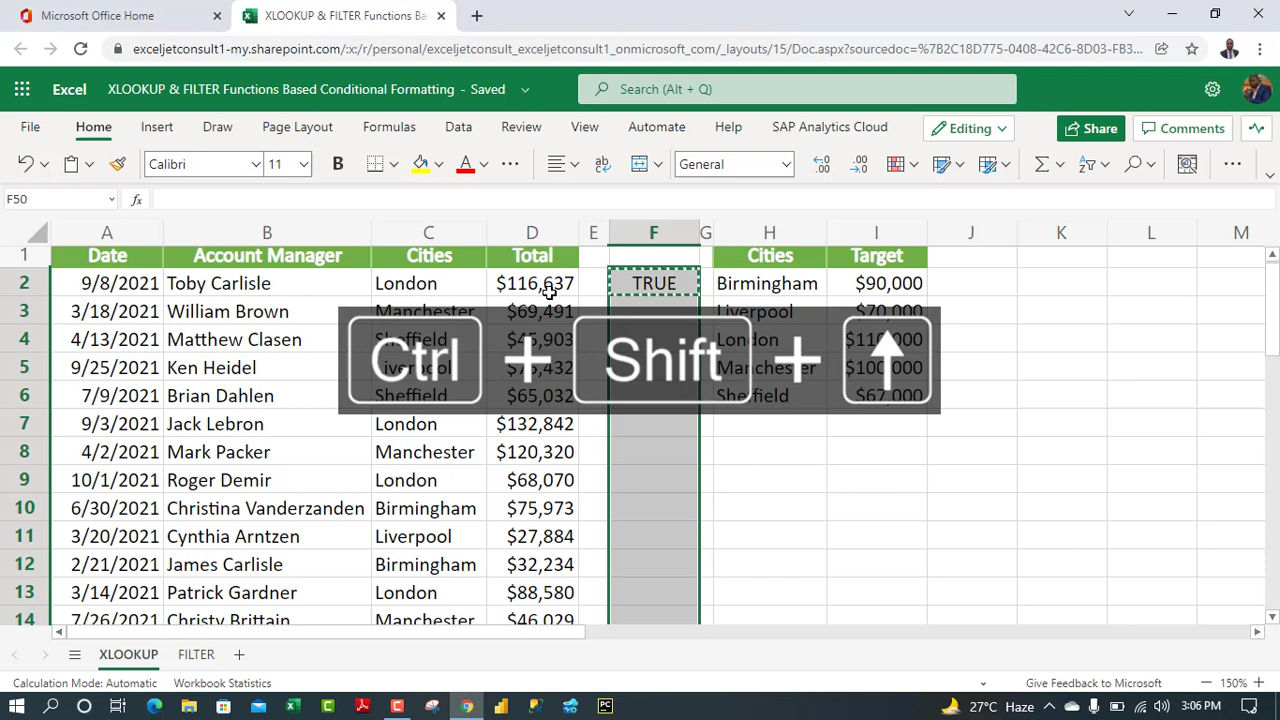 Microsoft Office Home
XLOOKUP & FILTER Functions Ba
exceljetconsult1-my.sharepoint.com/:x:/r/personal/exceljetconsult_exceljetconsult1_onmicrosoft_com/_layouts/15/Doc.aspx?sourcedoc=%7B2C18D775-0408-42C6-8D03-FB3...
Excel XLOOKUP & FILTER Functions Based Conditional Formatting - Saved Search (Alt + Q)
File Home Insert Draw Page Layout Formulas Data Review View Automate Help SAP Analytics Cloud Editing Share Comments
Calibri 11 B General
F50 fx
A B C D E F G H I J K L M
1 Date Account Manager Cities Total Cities Target
2 9/8/2021 Toby Carlisle London $116,637 TRUE Birmingham $90,000
3 3/18/2021 William Brown Manchester $69,491 Liverpool $70,000
4 4/13/2021 Matthew Clasen Sheffield $45,903 London $110,000
5 9/25/2021 Ken Heidel Liverpool Manchester $100,000
6 7/9/2021 Brian Dahlen Sheffield $65,032 Sheffield $67,000
Ctrl + Shift + ↑
7 9/3/2021 Jack Lebron London $132,842
8 4/2/2021 Mark Packer Manchester $120,320
9 10/1/2021 Roger Demir London $68,070
10 6/30/2021 Christina Vanderzanden Birmingham $75,973
11 3/20/2021 Cynthia Arntzen Liverpool $27,884
12 2/21/2021 James Carlisle Birmingham $32,234
13 3/14/2021 Patrick Gardner London $88,580
14 7/26/2021 Christy Brittain Manchester $46,029
XLOOKUP FILTER
Calculation Mode: Automatic Workbook Statistics Give Feedback to Microsoft 150%
27°C Haze 3:06 PM